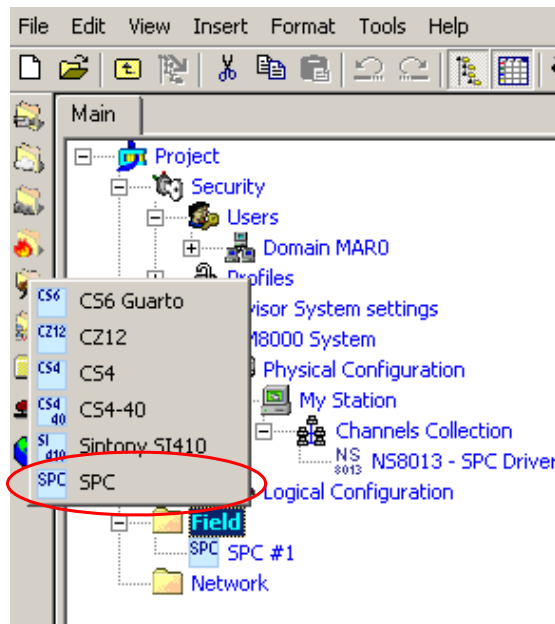 File Edit View Insert Format Tools Help
Main
Project
Security
Users
Domain MAR0
Profiles
visor System settings
M8000 System
Physical Configuration
My Station
Channels Collection
NS 8013 NS8013 - SPC Driver
Logical Configuration
Field
SPC SPC #1
Network
CS6 CS6 Guarto
CZ12 CZ12
CS4 CS4
CS4 40 CS4-40
SI 410 Sintony SI410
SPC SPC